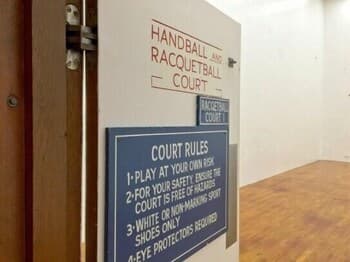 HANDBALL AND
RACQUETBALL
COURT
RACQUETBALL
COURT 1
COURT RULES
1-PLAY AT YOUR OWN RISK
2-FOR YOUR SAFETY, ENSURE THE
COURT IS FREE OF HAZARDS
3-WHITE OR NON-MARKING SPORT
SHOES ONLY
4-EYE PROTECTORS REQUIRED